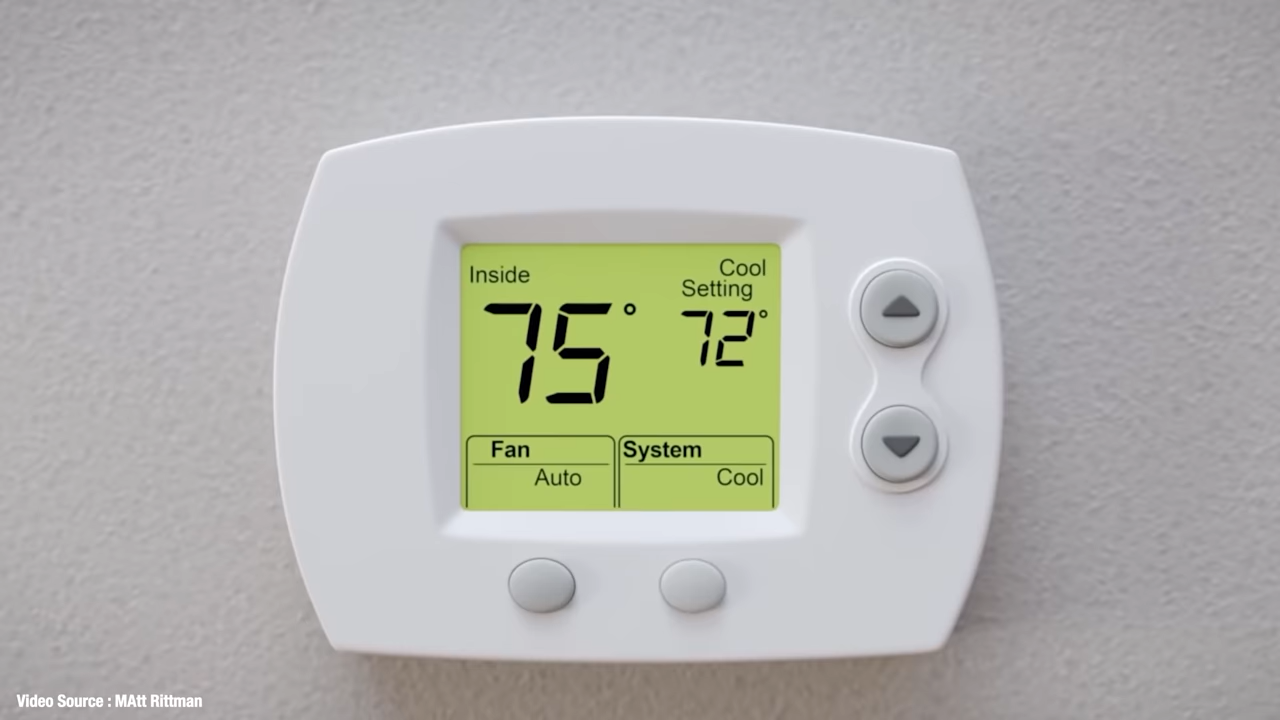 Inside
Cool
Setting
75°
72°
Fan
System
Auto
Cool
Video Source : MAtt Rittman